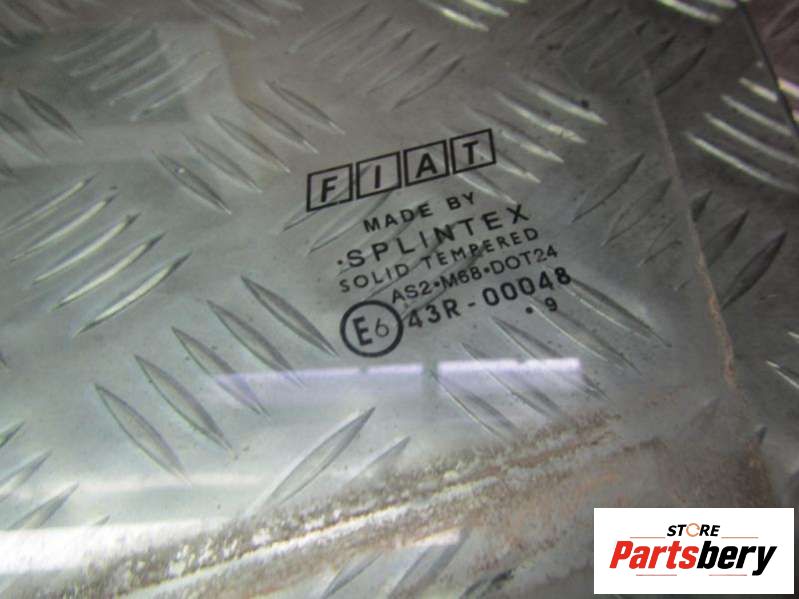 FIAT
MADE BY
·SPLINTEX
SOLID TEMPERED
AS2·M68·DOT24
E6 43R-00048
·9
STORE
Partsbery